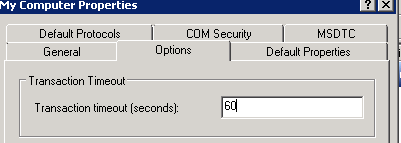 My Computer Properties
Default Protocols COM Security MSDTC
General Options Default Properties
Transaction Timeout
Transaction timeout (seconds): 60